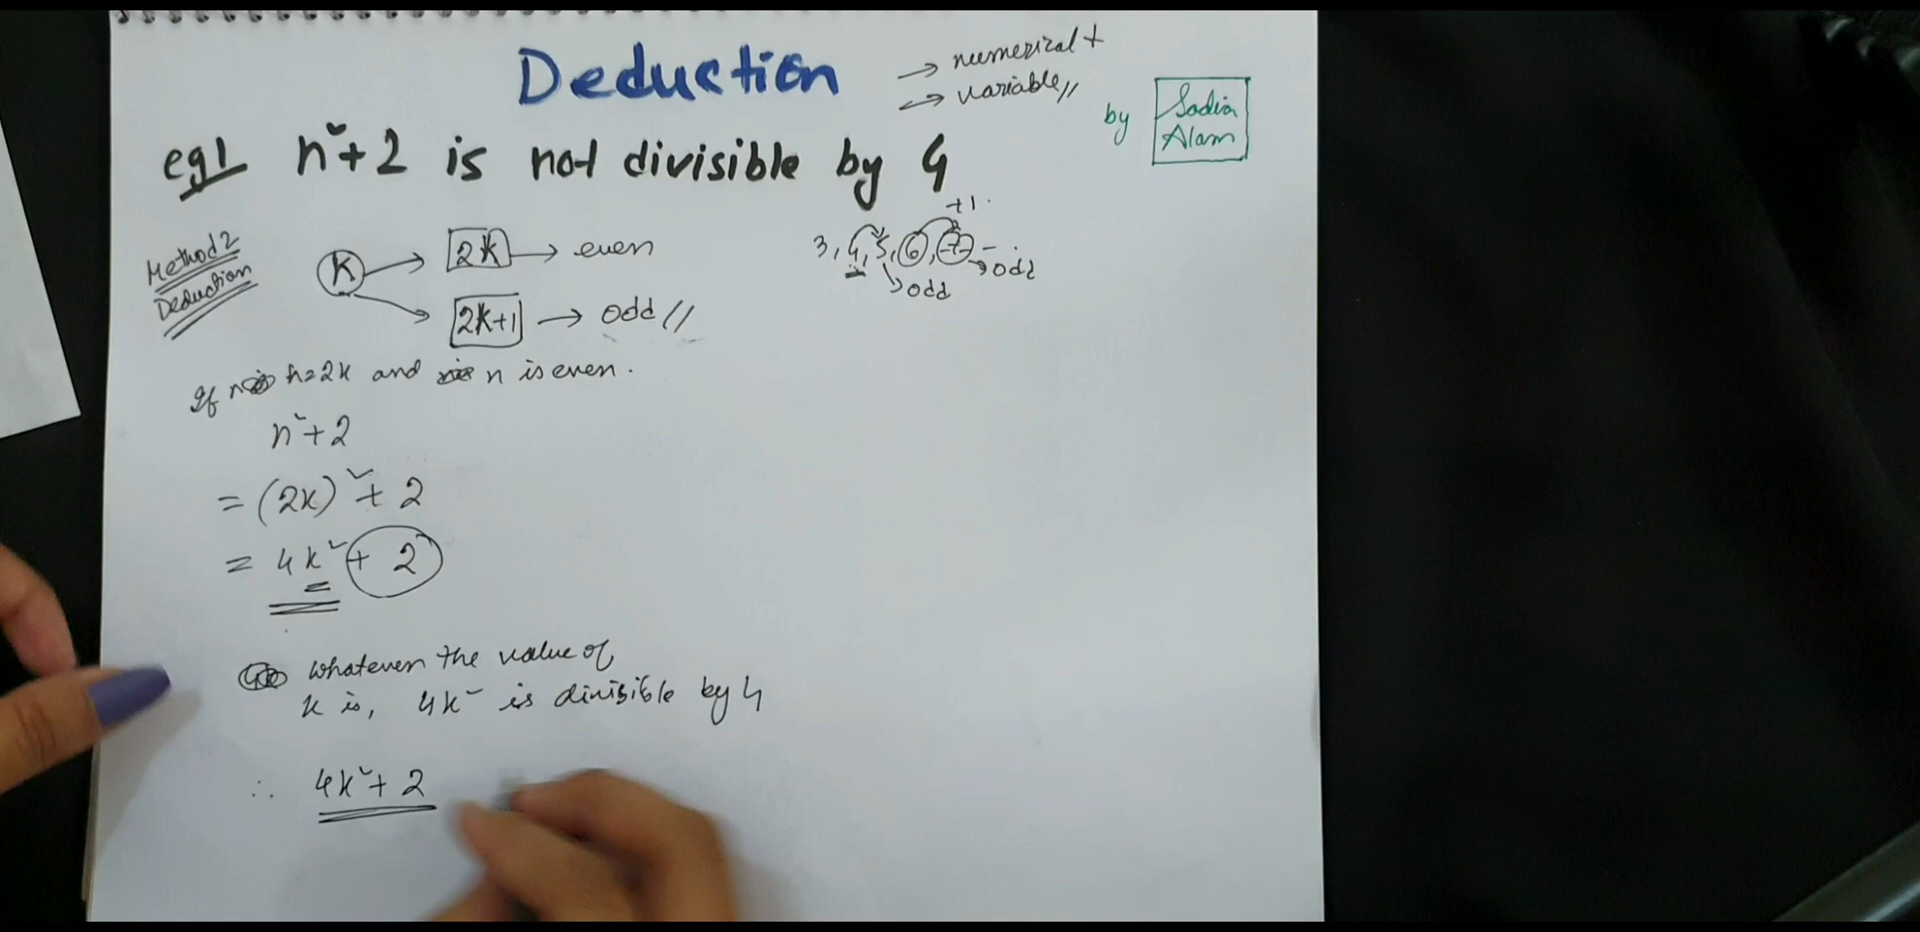 Deduction
→ numerical +
→ variable //
by Sadia Alam
eg1 n²+2 is not divisible by 4
Method 2
Deduction
K → 2K → even
→ 2K+1 → odd //
3, 4, 5, 6, 7 - .
+1.
→ odd
→ odd
If n=2K and n is even.
n²+2
= (2K)²+2
= 4K²+2
Whatever the value of
K is, 4K² is divisible by 4
∴ 4K²+2